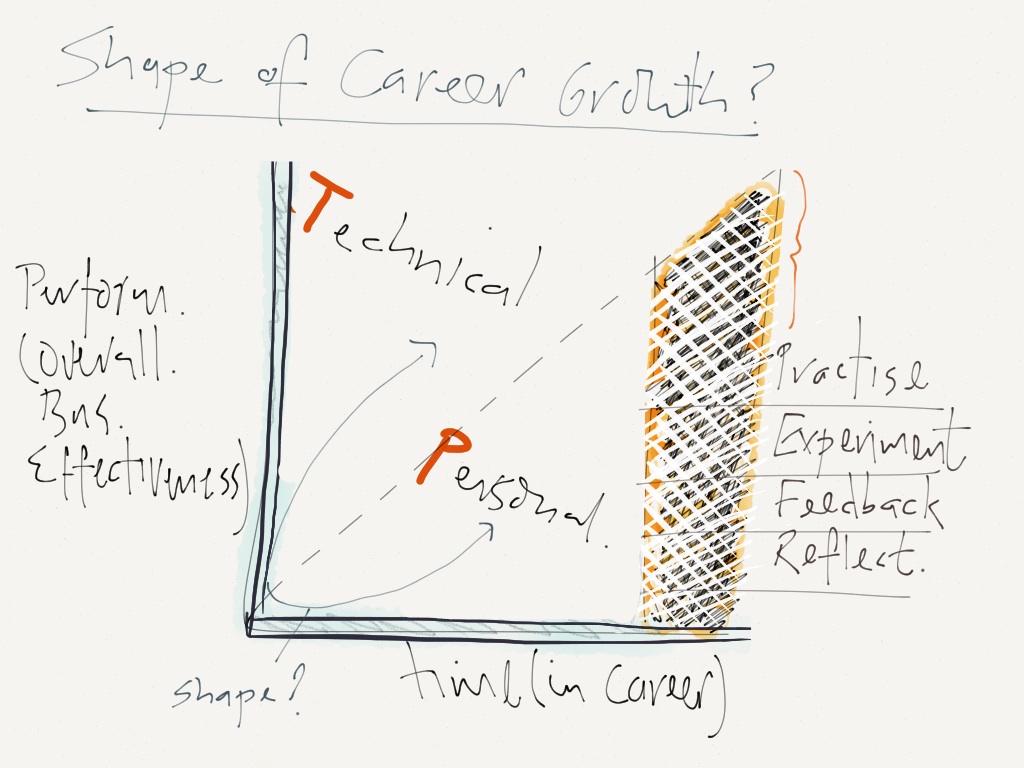 Shape of Career Growth?
Technical
Perform.
(overall.
Bus.
Effectiveness)
Personal.
Practise
Experiment
Feedback
Reflect.
shape?
time (in career)